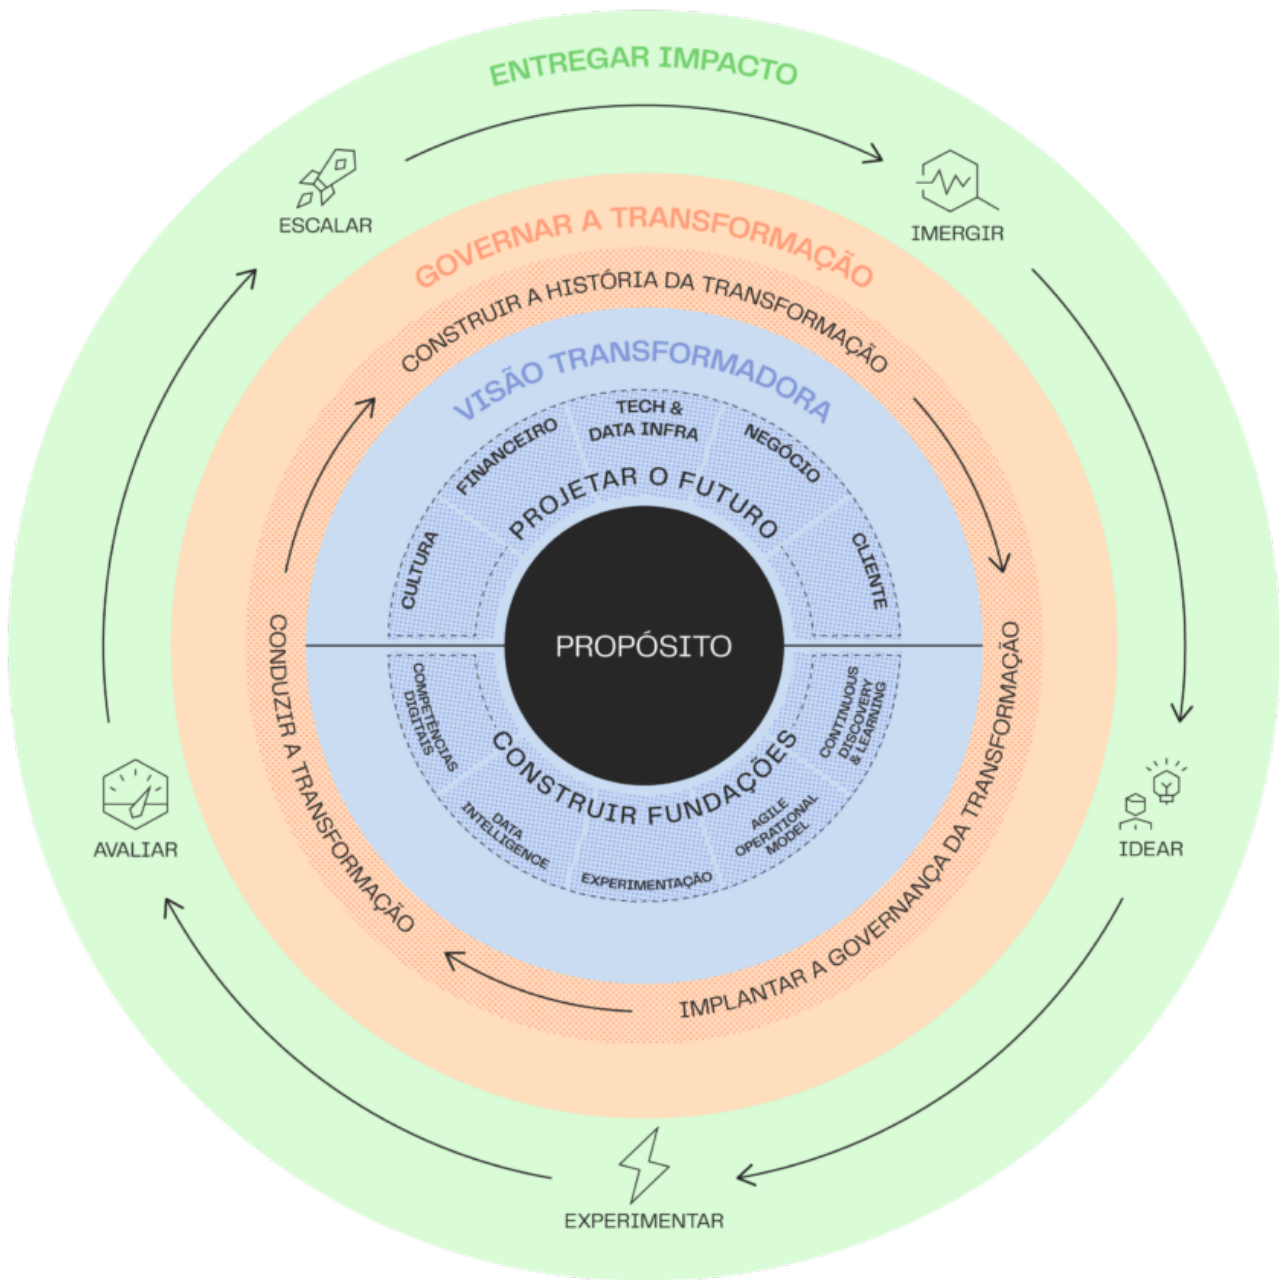 ENTREGAR IMPACTO
ESCALAR
IMERGIR
IDEAR
EXPERIMENTAR
AVALIAR
GOVERNAR A TRANSFORMAÇÃO
CONSTRUIR A HISTÓRIA DA TRANSFORMAÇÃO
IMPLANTAR A GOVERNANÇA DA TRANSFORMAÇÃO
CONDUZIR A TRANSFORMAÇÃO
VISÃO TRANSFORMADORA
CULTURA
FINANCEIRO
TECH &
DATA INFRA
NEGÓCIO
CLIENTE
PROJETAR O FUTURO
PROPÓSITO
CONSTRUIR FUNDAÇÕES
COMPETÊNCIAS
DIGITAIS
DATA
INTELLIGENCE
EXPERIMENTAÇÃO
AGILE
OPERATIONAL
MODEL
CONTINUOUS
DISCOVERY
& LEARNING